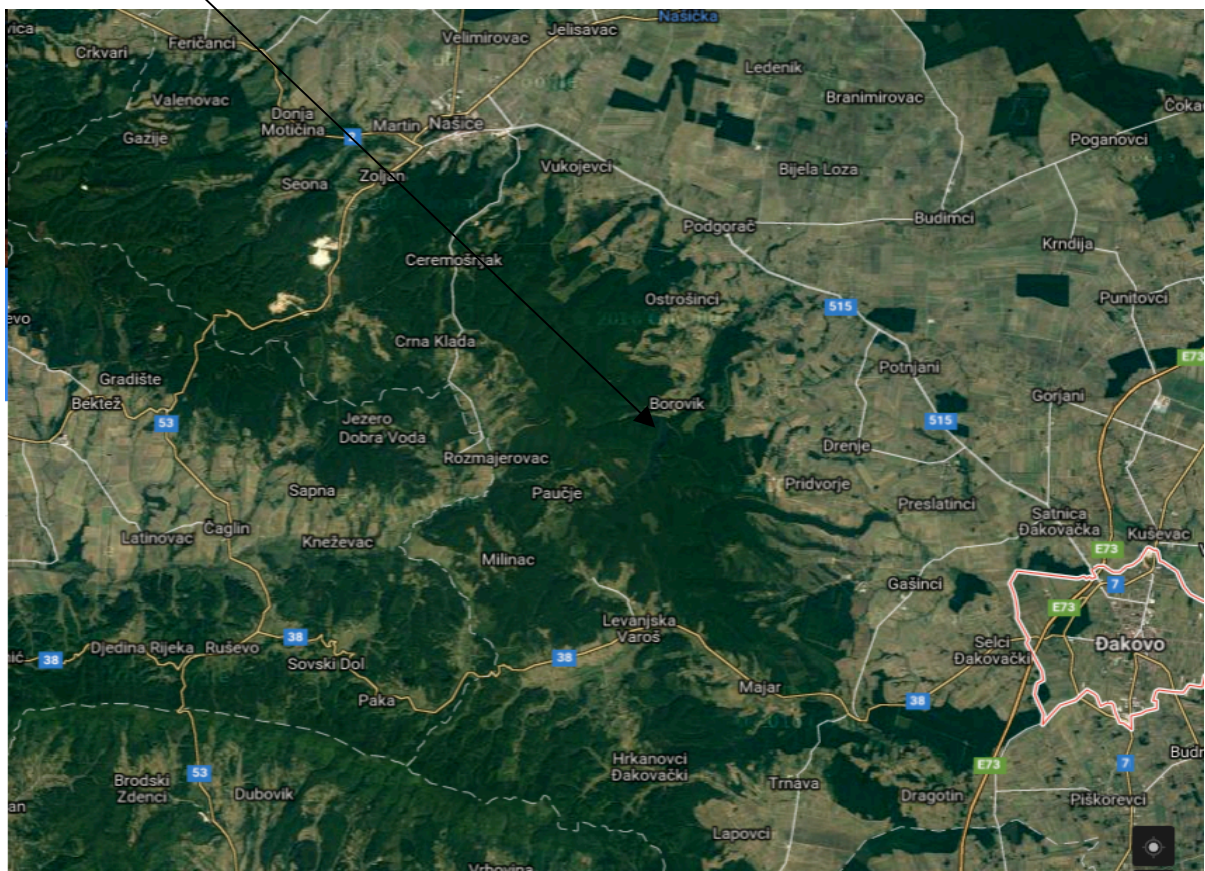 Našička
Crkvari
Feričanci
Velimirovac
Jelisavac
Ledenik
Valenovac
Branimirovac
Donja
Motičina
Martin
Našice
Gazije
Poganovci
Zoljan
Vukojevci
Bijela Loza
Seona
Podgorač
Budimci
Krndija
Ceremošnjak
Ostrošinci
515
Punitovci
Crna Klada
E73
Gradište
Potnjani
Bektež
Borovik
Gorjani
53
Jezero
Dobra Voda
515
Drenje
Rozmajerovac
Sapna
Paučje
Pridvorje
Preslatinci
Čaglin
Latinovac
Kneževac
Satnica
Đakovačka
Kuševac
Milinac
E73
Gašinci
7
E73
Levanjska
Varoš
38
Djedina Rijeka
Ruševo
38
Sovski Dol
38
Selci
Đakovački
Đakovo
Paka
Majar
38
Hrkanovci
Đakovački
E73
Brodski
Zdenci
53
Dubovik
Trnava
Dragotin
7
Piškorevci
Lapovci
Vrbovina